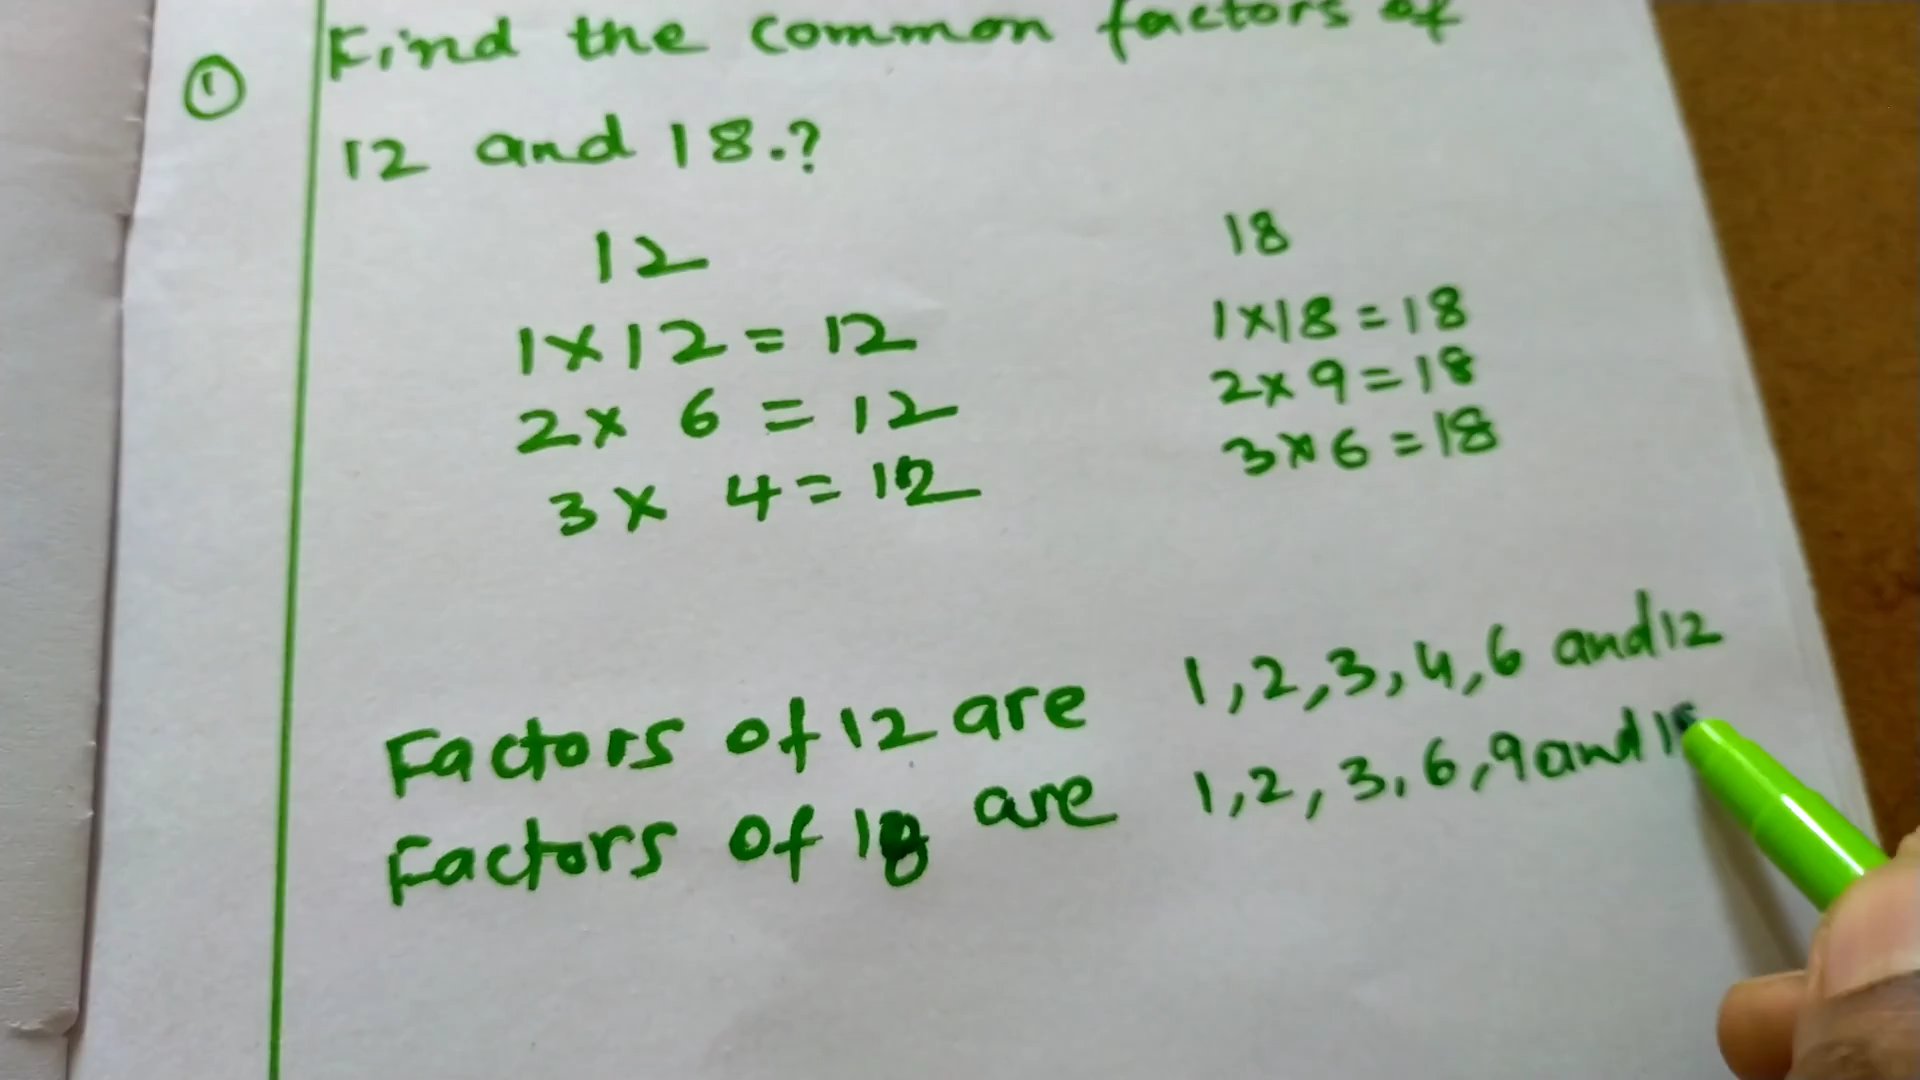 ① Find the common factors of
12 and 18.?
12
1×12=12
2× 6 = 12
3× 4=12
18
1×18=18
2×9=18
3×6=18
Factors of 12 are 1,2,3,4,6 and 12
Factors of 18 are 1,2,3,6,9 and